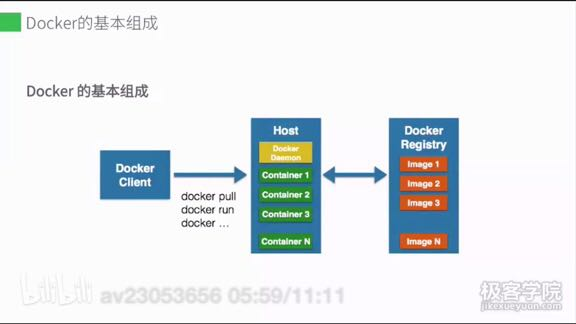 Docker的基本组成
Docker 的基本组成
Docker
Client
docker pull
docker run
docker ...
Host
Docker
Daemon
Container 1
Container 2
Container 3
Container N
Docker
Registry
Image 1
Image 2
Image 3
Image N
bilibili av23053656 05:59/11:11
极客学院
jikexueyuan.com